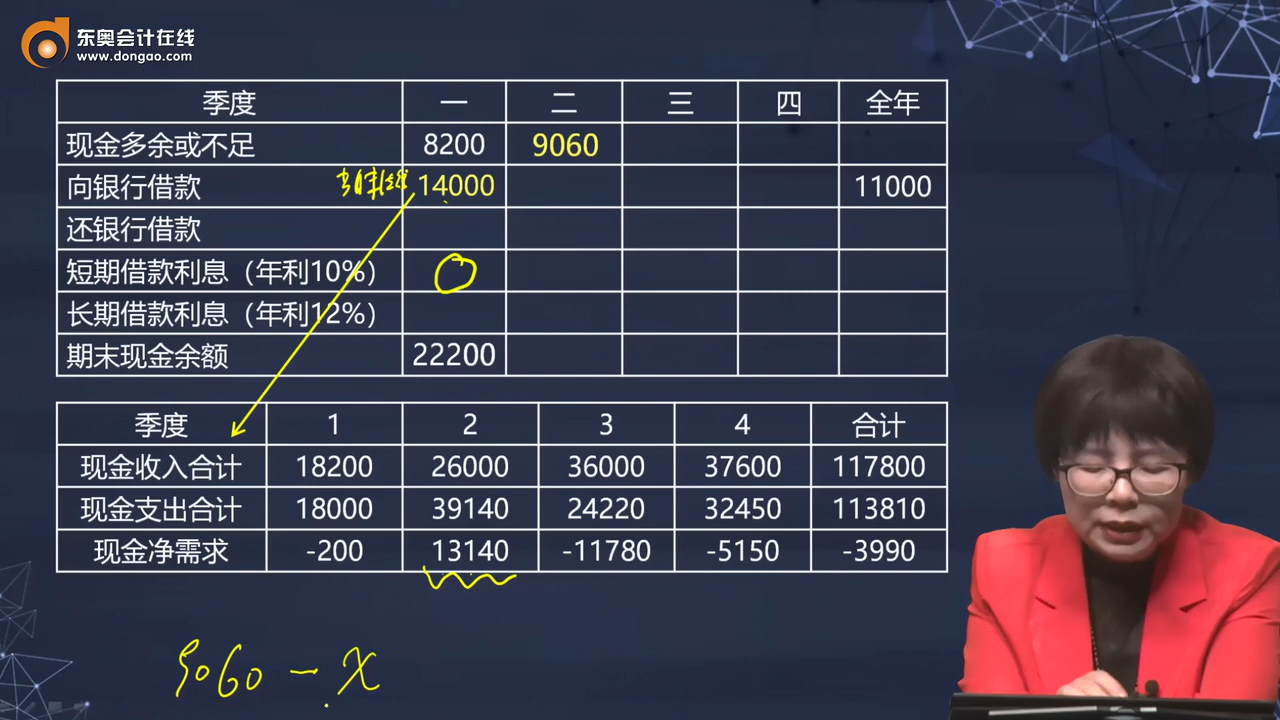 东奥会计在线
www.dongao.com
季度 一 二 三 四 全年
现金多余或不足 8200 9060
向银行借款 14000 11000
还银行借款
短期借款利息（年利10%）
长期借款利息（年利12%）
期末现金余额 22200
季度 1 2 3 4 合计
现金收入合计 18200 26000 36000 37600 117800
现金支出合计 18000 39140 24220 32450 113810
现金净需求 -200 13140 -11780 -5150 -3990
9060 - x